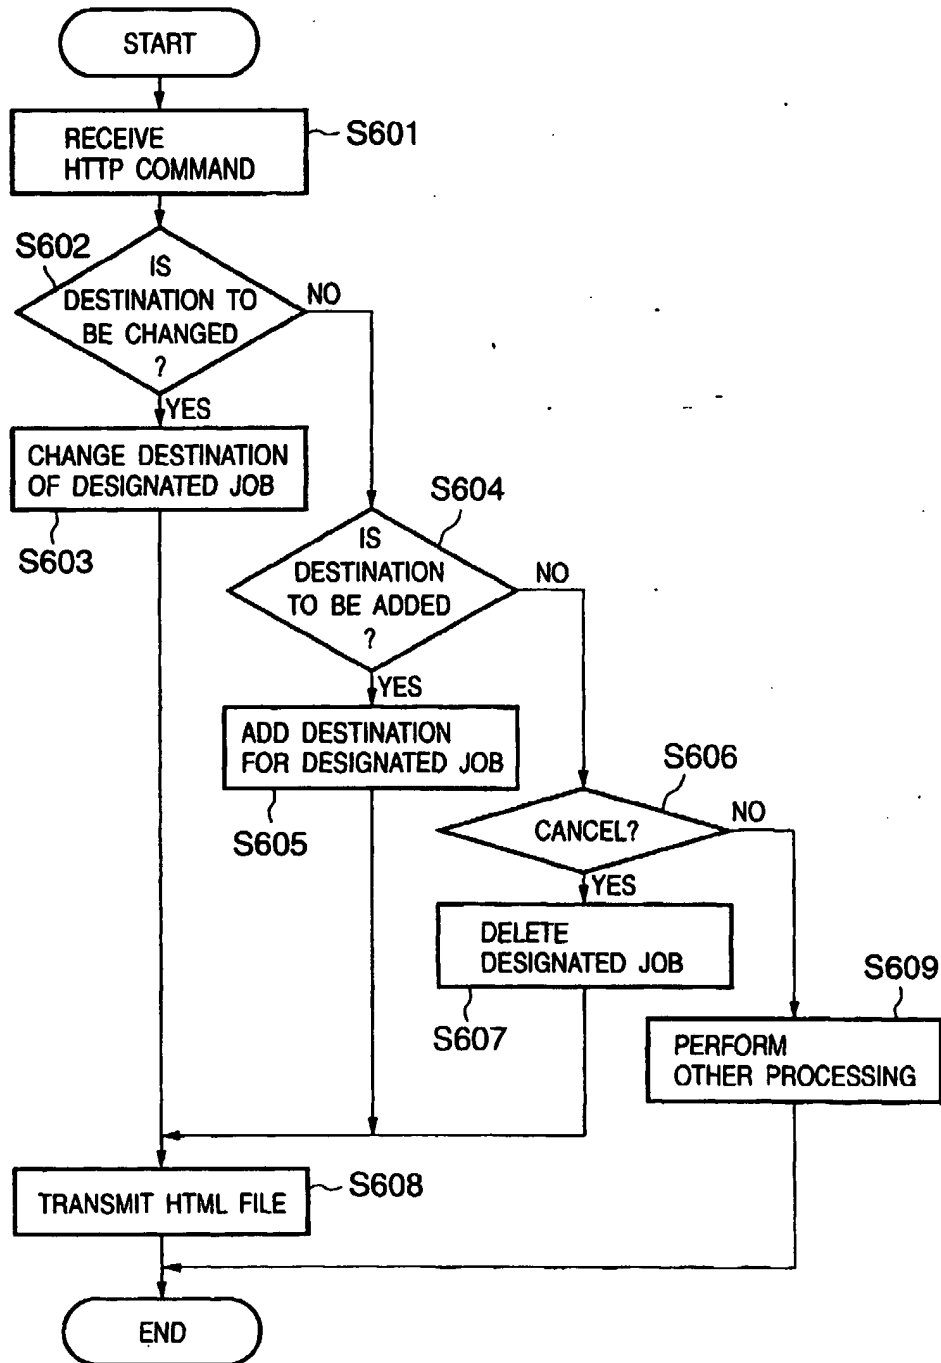 START
RECEIVE
HTTP COMMAND
S601
S602
IS
DESTINATION TO
BE CHANGED
?
NO
YES
CHANGE DESTINATION
OF DESIGNATED JOB
S603
S604
IS
DESTINATION
TO BE ADDED
?
NO
YES
ADD DESTINATION
FOR DESIGNATED JOB
S605
S606
CANCEL?
NO
YES
DELETE
DESIGNATED JOB
S607
S609
PERFORM
OTHER PROCESSING
TRANSMIT HTML FILE
S608
END